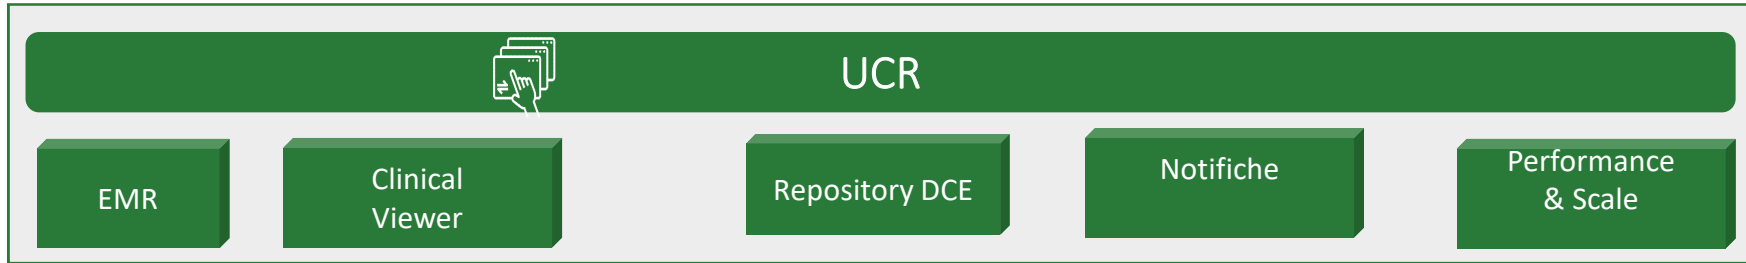 UCR
EMR
Clinical
Viewer
Repository DCE
Notifiche
Performance
& Scale